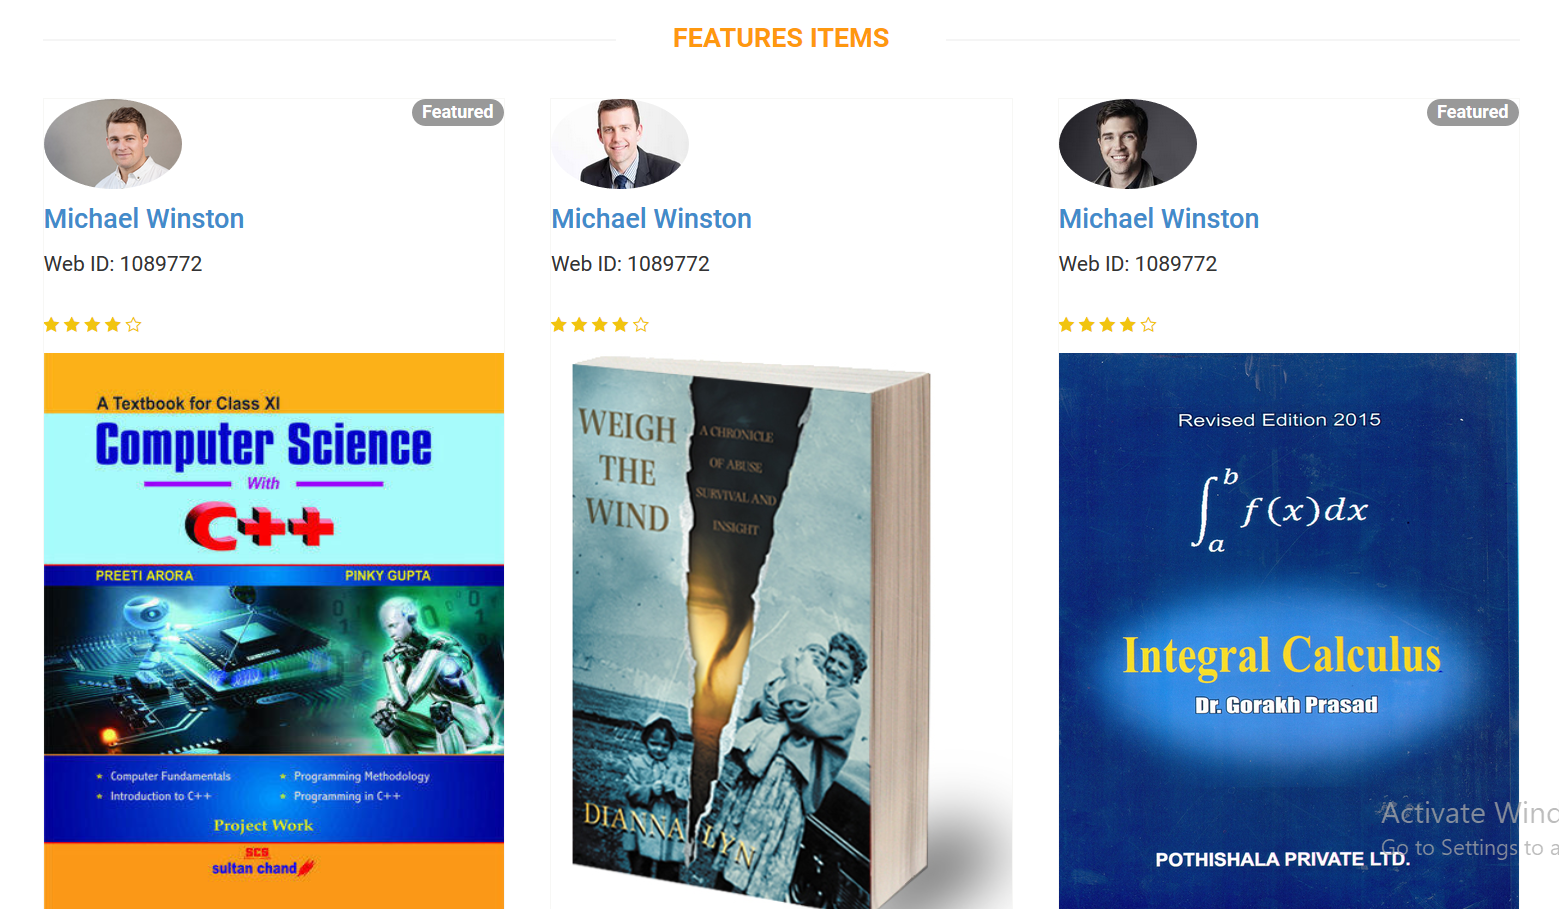 FEATURES ITEMS
Featured
Michael Winston
Web ID: 1089772
A Textbook for Class XI
Computer Science
With
C++
PREETI ARORA PINKY GUPTA
Computer Fundamentals Programming Methodology
Introduction to C++ Programming in C++
Project Work
SCS
sultan chand
Michael Winston
Web ID: 1089772
WEIGH
THE
WIND
A CHRONICLE
OF ABUSE
SURVIVAL AND
INSIGHT
DIANNA LYN
Featured
Michael Winston
Web ID: 1089772
Revised Edition 2015
∫ₐᵇ f(x)dx
Integral Calculus
Dr. Gorakh Prasad
POTHISHALA PRIVATE LTD.
Activate Winc
Go to Settings to a